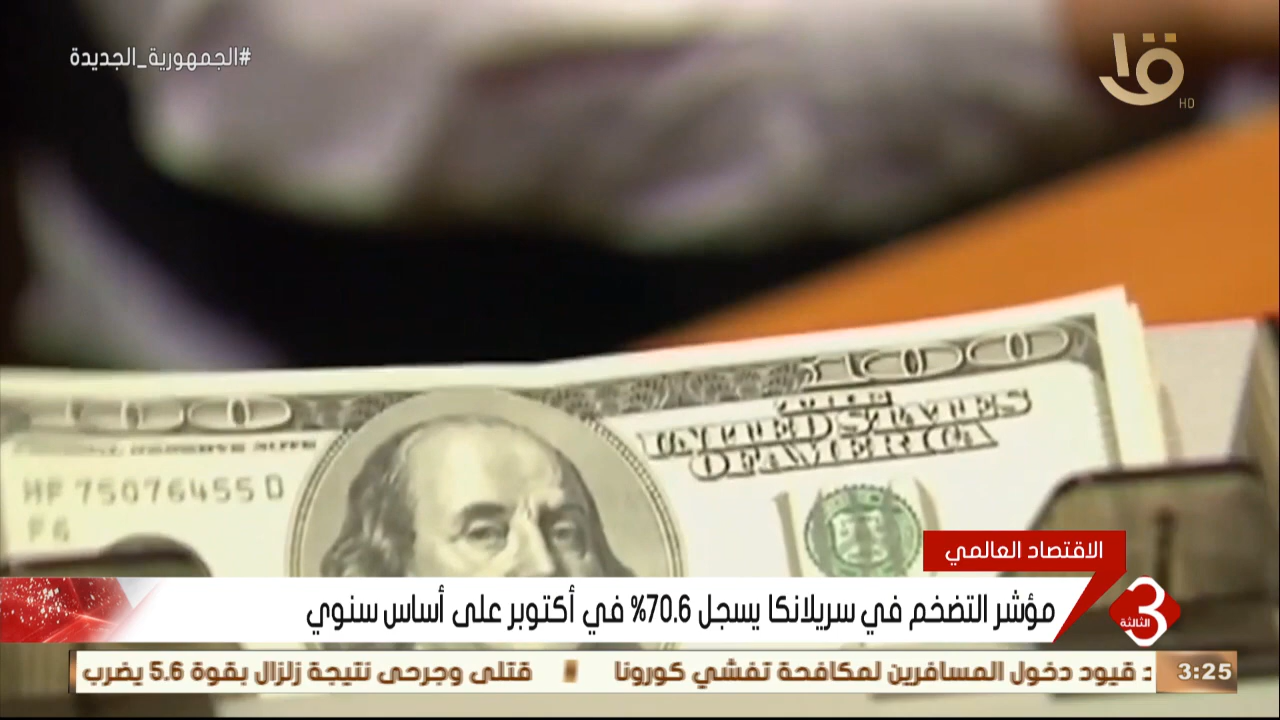 #الجمهورية_الجديدة
HD
100
100
UNITED STATES
OF AMERICA
HF 75076455 D
F6
الاقتصاد العالمي
مؤشر التضخم في سريلانكا يسجل 70.6% في أكتوبر على أساس سنوي
3 الثالثة
3:25
قيود دخول المسافرين لمكافحة تفشي كورونا
قتلى وجرحى نتيجة زلزال بقوة 5.6 يضرب